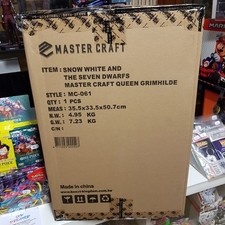 MASTER CRAFT
ITEM : SNOW WHITE AND
THE SEVEN DWARFS
MASTER CRAFT QUEEN GRIMHILDE
STYLE : MC-061
QTY : 1 PCS
MEAS : 35.5x33.5x50.7cm
N.W. : 4.95 KG
G.W. : 7.23 KG
C/N :
Made in china